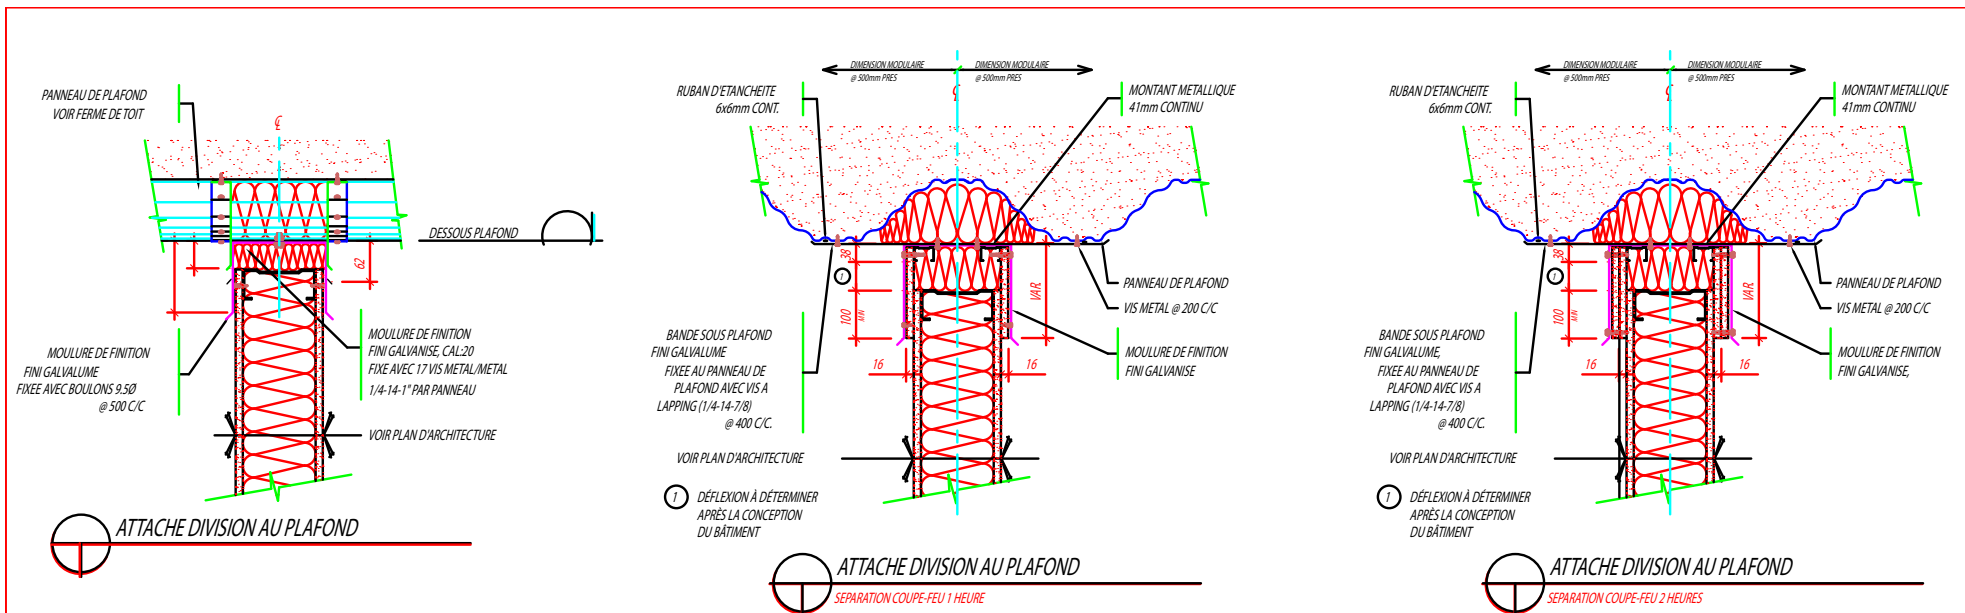 PANNEAU DE PLAFOND
VOIR FERME DE TOIT
℄
DESSOUS PLAFOND
62
MOULURE DE FINITION
FINI GALVALUME
FIXEE AVEC BOULONS 9,5Ø
@ 500 C/C
MOULURE DE FINITION
FINI GALVANISE, CAL:20
FIXE AVEC 17 VIS METAL/METAL
1/4-14-1" PAR PANNEAU
VOIR PLAN D'ARCHITECTURE
ATTACHE DIVISION AU PLAFOND
DIMENSION MODULAIRE
@ 500mm PRES
DIMENSION MODULAIRE
@ 500mm PRES
℄
RUBAN D'ETANCHEITE
6x6mm CONT.
MONTANT METALLIQUE
41mm CONTINU
38
1
100
MIN
VAR.
PANNEAU DE PLAFOND
VIS METAL @ 200 C/C
BANDE SOUS PLAFOND
FINI GALVALUME
FIXEE AU PANNEAU DE
PLAFOND AVEC VIS A
LAPPING (1/4-14-7/8)
@ 400 C/C.
MOULURE DE FINITION
FINI GALVANISE
16
16
VOIR PLAN D'ARCHITECTURE
1 DÉFLEXION À DÉTERMINER
APRÈS LA CONCEPTION
DU BÂTIMENT
ATTACHE DIVISION AU PLAFOND
SEPARATION COUPE-FEU 1 HEURE
DIMENSION MODULAIRE
@ 500mm PRES
DIMENSION MODULAIRE
@ 500mm PRES
℄
RUBAN D'ETANCHEITE
6x6mm CONT.
MONTANT METALLIQUE
41mm CONTINU
38
1
100
MIN
VAR.
PANNEAU DE PLAFOND
VIS METAL @ 200 C/C
BANDE SOUS PLAFOND
FINI GALVALUME,
FIXEE AU PANNEAU DE
PLAFOND AVEC VIS A
LAPPING (1/4-14-7/8)
@ 400 C/C.
MOULURE DE FINITION
FINI GALVANISE,
16
16
VOIR PLAN D'ARCHITECTURE
1 DÉFLEXION À DÉTERMINER
APRÈS LA CONCEPTION
DU BÂTIMENT
ATTACHE DIVISION AU PLAFOND
SEPARATION COUPE-FEU 2 HEURES